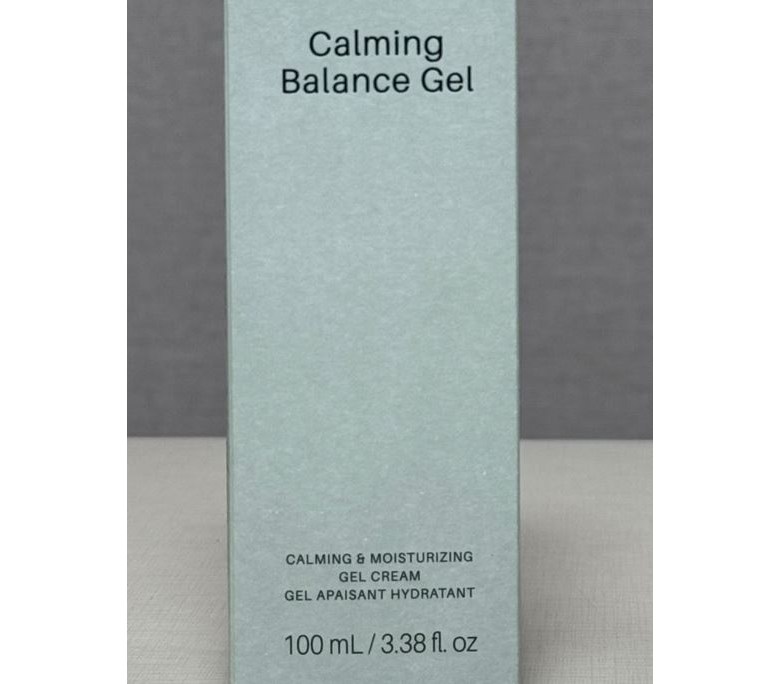 Calming
Balance Gel
CALMING & MOISTURIZING
GEL CREAM
GEL APAISANT HYDRATANT
100 mL / 3.38 fl. oz